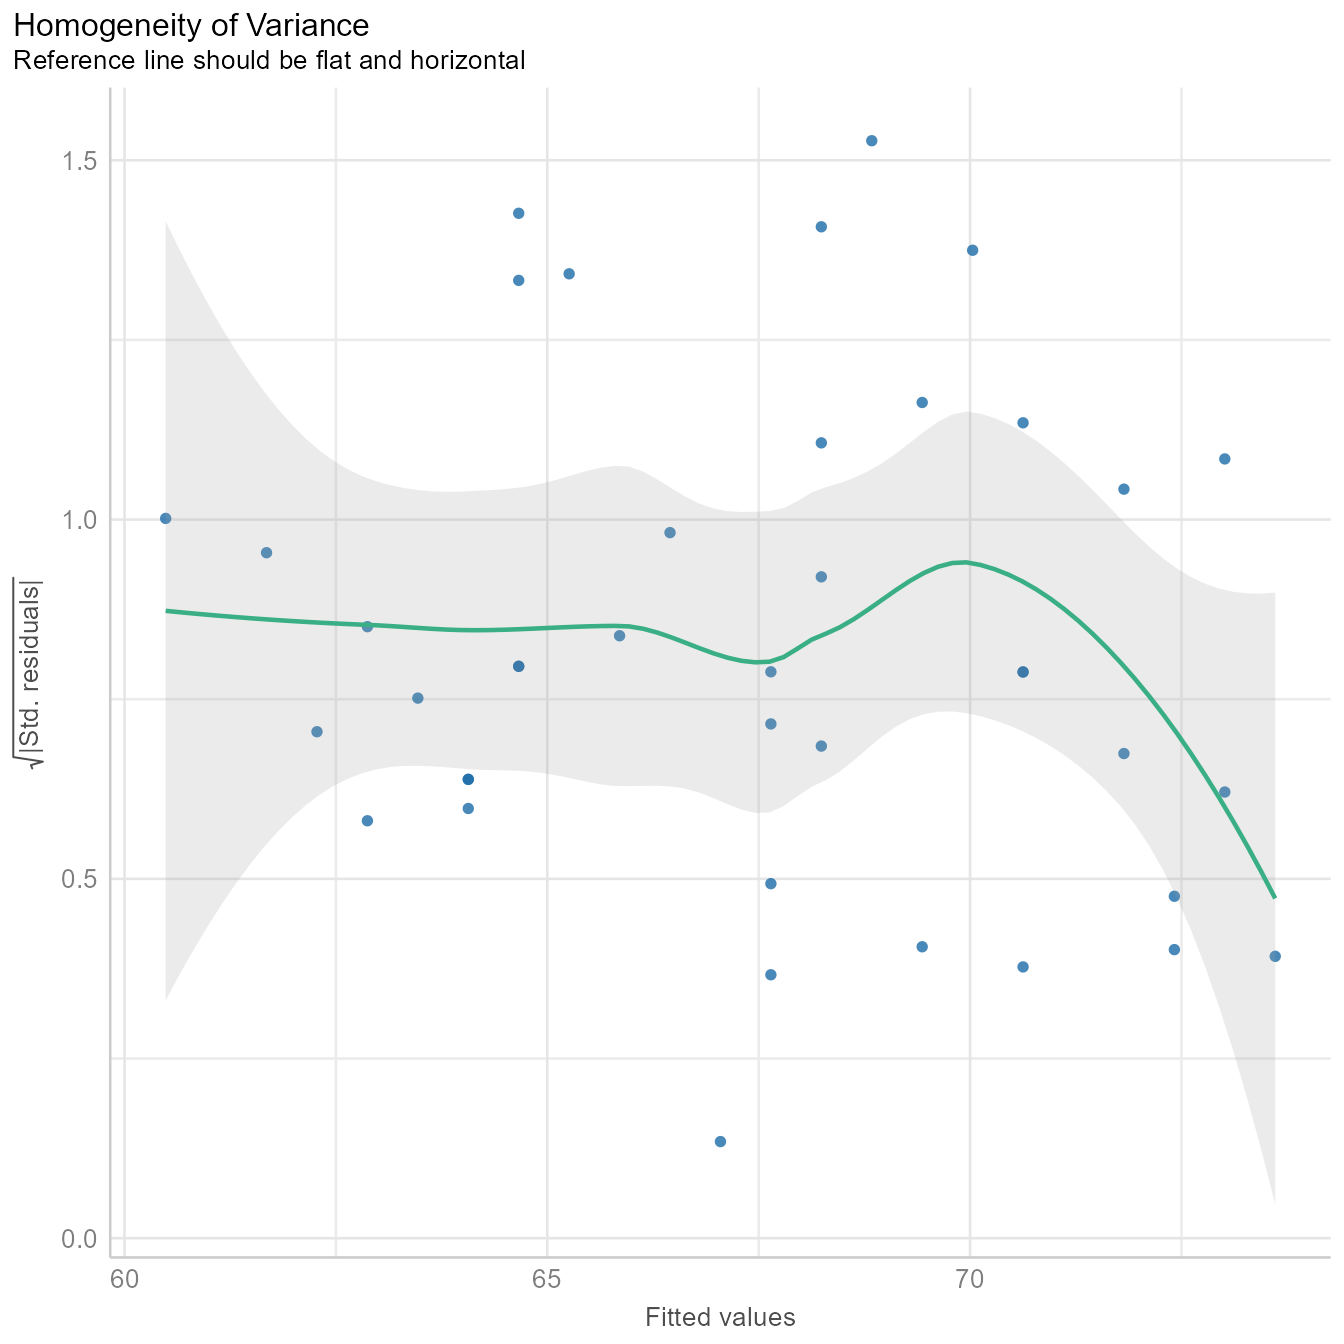 Homogeneity of Variance
Reference line should be flat and horizontal
1.5
1.0
0.5
0.0
√|Std. residuals|
60 65 70
Fitted values